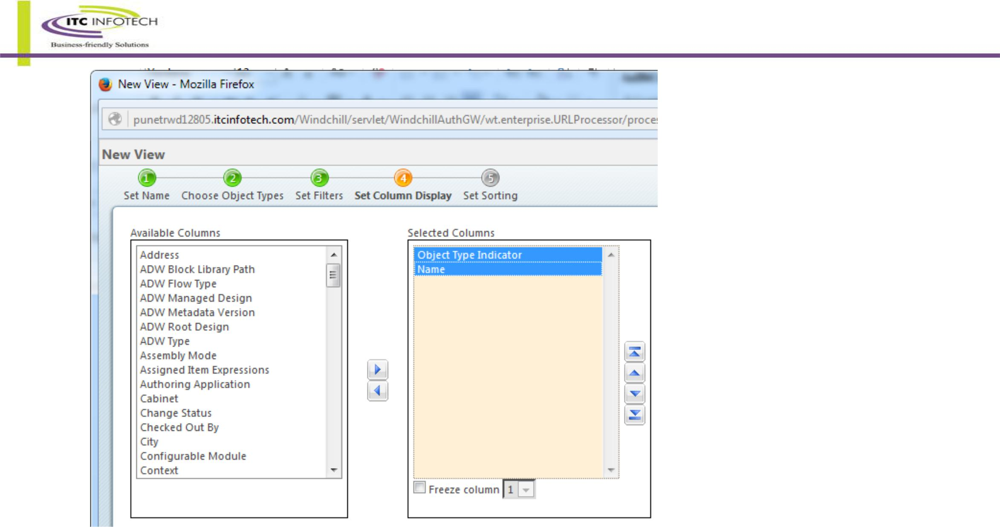 ITC INFOTECH
Business-friendly Solutions
New View - Mozilla Firefox
punetrwd12805.itcinfotech.com/Windchill/servlet/WindchillAuthGW/wt.enterprise.URLProcessor/proce
New View
1 2 3 4 5
Set Name Choose Object Types Set Filters Set Column Display Set Sorting
Available Columns
Address
ADW Block Library Path
ADW Flow Type
ADW Managed Design
ADW Metadata Version
ADW Root Design
ADW Type
Assembly Mode
Assigned Item Expressions
Authoring Application
Cabinet
Change Status
Checked Out By
City
Configurable Module
Context
Selected Columns
Object Type Indicator
Name
Freeze column 1